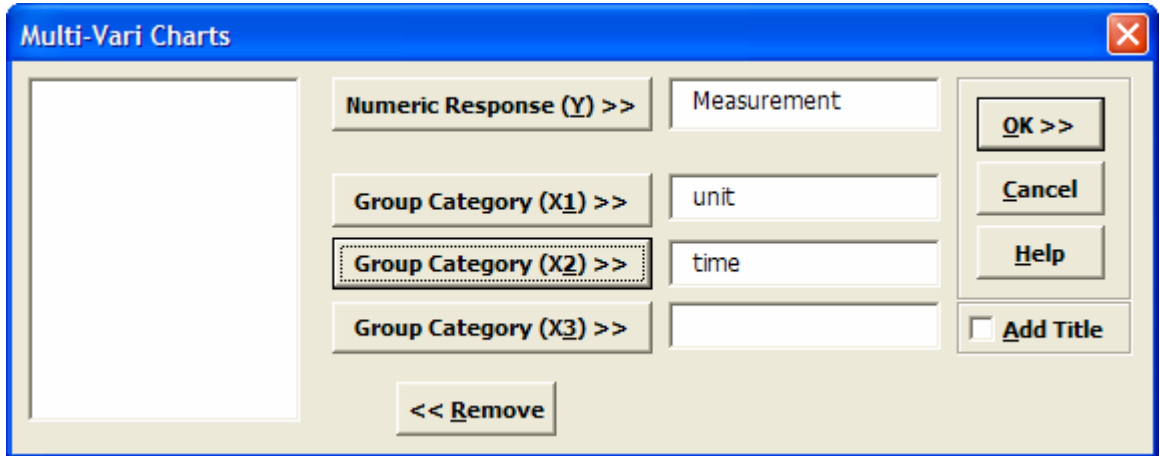 Multi-Vari Charts
Numeric Response (Y) >>
Measurement
OK >>
Group Category (X1) >>
unit
Cancel
Group Category (X2) >>
time
Help
Group Category (X3) >>
Add Title
<< Remove